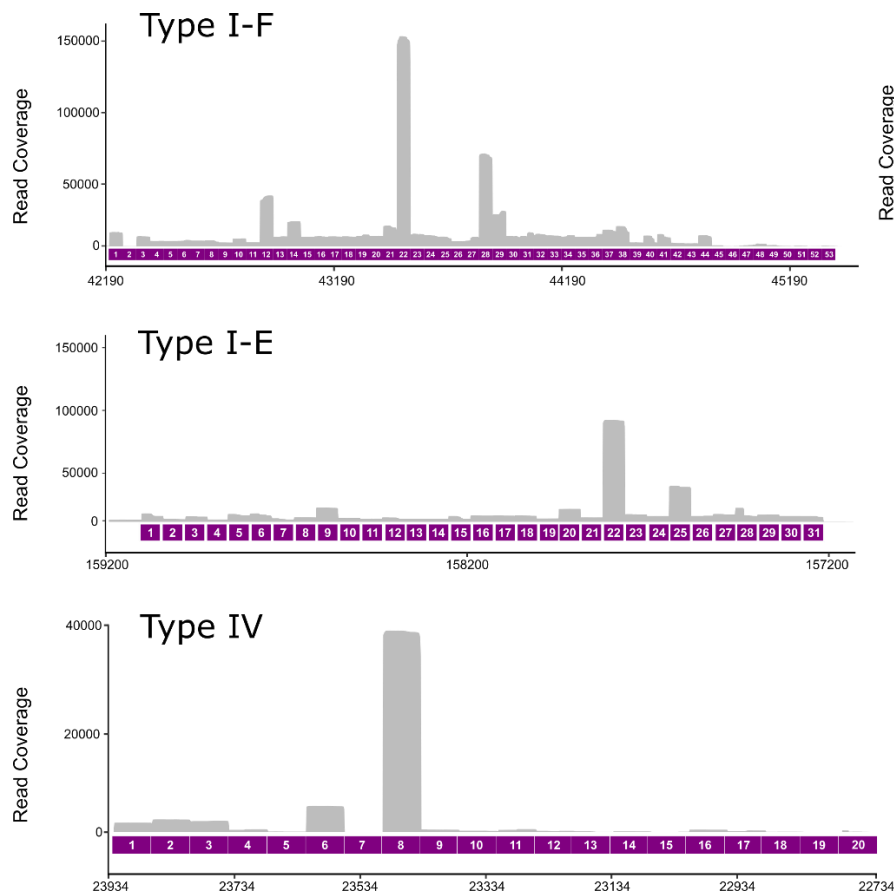 Type I-F
Read Coverage
Read Coverage
150000
100000
50000
0
1 2 3 4 5 6 7 8 9 10 11 12 13 14 15 16 17 18 19 20 21 22 23 24 25 26 27 28 29 30 31 32 33 34 35 36 37 38 39 40 41 42 43 44 45 46 47 48 49 50 51 52 53
42190 43190 44190 45190
Type I-E
Read Coverage
150000
100000
50000
0
1 2 3 4 5 6 7 8 9 10 11 12 13 14 15 16 17 18 19 20 21 22 23 24 25 26 27 28 29 30 31
159200 158200 157200
Type IV
Read Coverage
40000
20000
0
1 2 3 4 5 6 7 8 9 10 11 12 13 14 15 16 17 18 19 20
23934 23734 23534 23334 23134 22934 22734